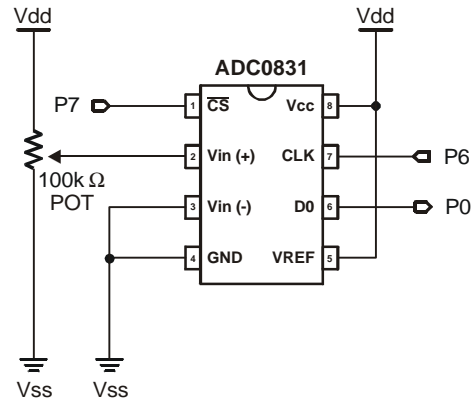 Vdd
Vdd
ADC0831
P7
1
CS
Vcc
8
2
Vin (+)
CLK
7
P6
100k Ω
POT
3
Vin (-)
D0
6
P0
4
GND
VREF
5
Vss
Vss